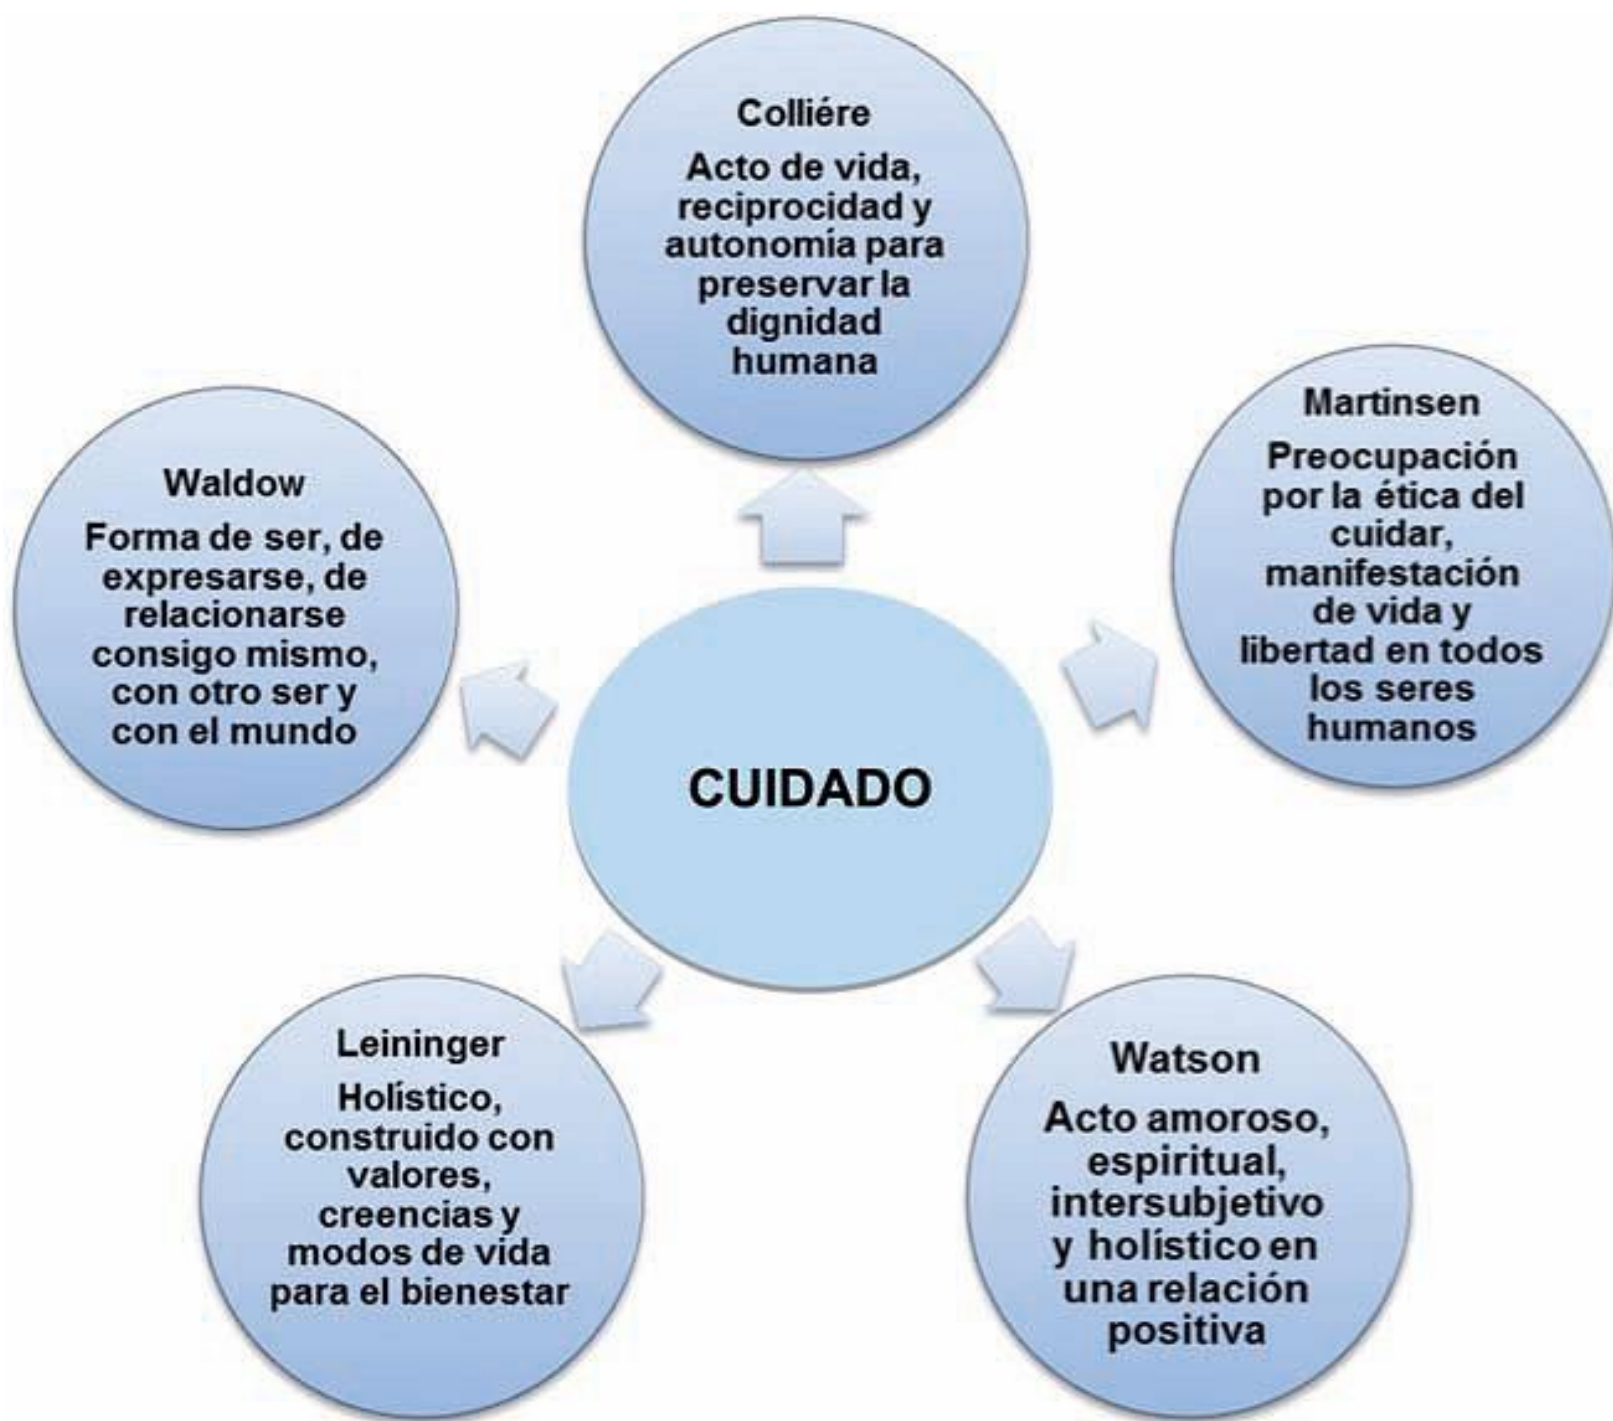 Colliére
Acto de vida,
reciprocidad y
autonomía para
preservar la
dignidad
humana
Martinsen
Preocupación
por la ética del
cuidar,
manifestación
de vida y
libertad en todos
los seres
humanos
Waldow
Forma de ser, de
expresarse, de
relacionarse
consigo mismo,
con otro ser y
con el mundo
CUIDADO
Leininger
Holístico,
construido con
valores,
creencias y
modos de vida
para el bienestar
Watson
Acto amoroso,
espiritual,
intersubjetivo
y holístico en
una relación
positiva